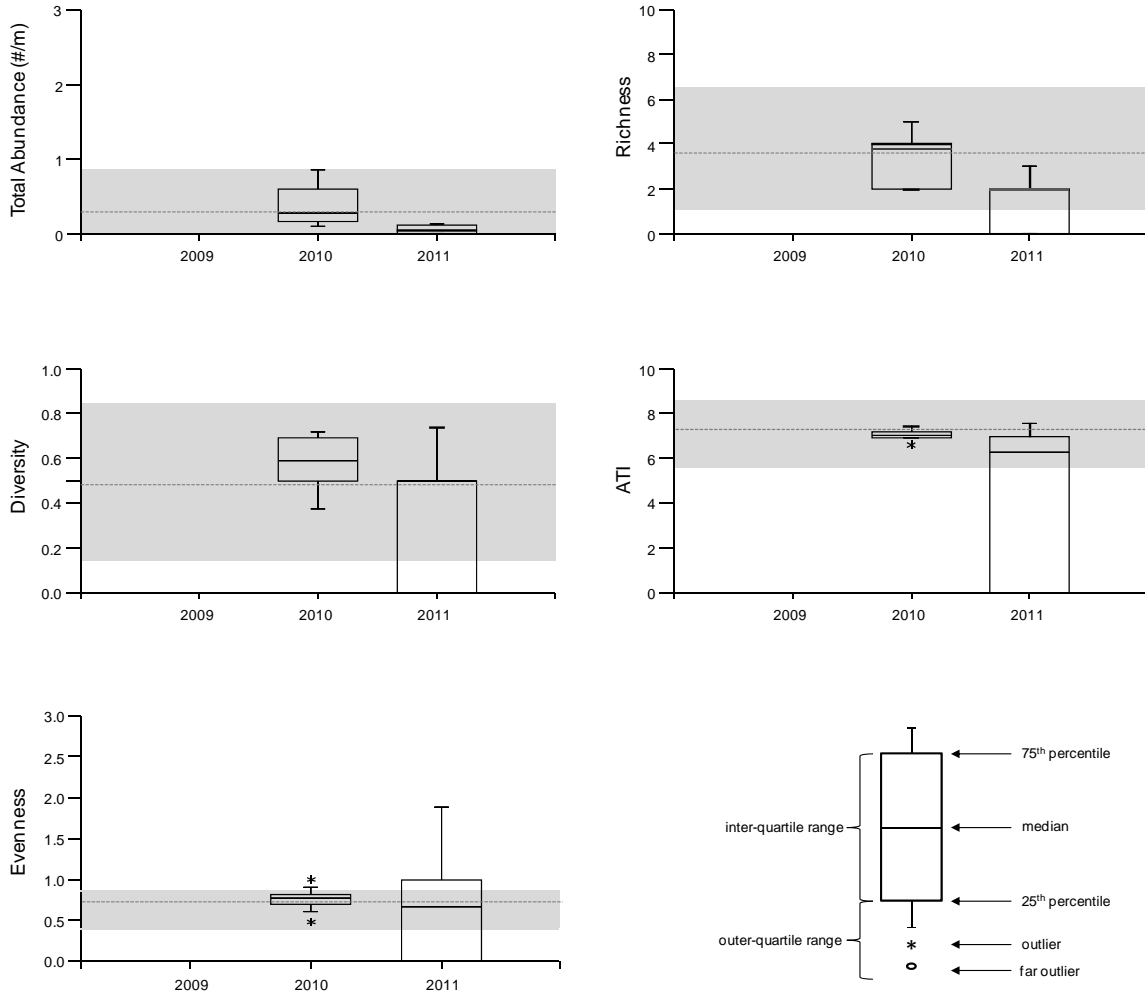 Total Abundance (#/m)
3
2
1
0
2009 2010 2011
Richness
10
8
6
4
2
0
2009 2010 2011
Diversity
1.0
0.8
0.6
0.4
0.2
0.0
2009 2010 2011
ATI
10
8
6
4
2
0
2009 2010 2011
Evenness
3.0
2.5
2.0
1.5
1.0
0.5
0.0
2009 2010 2011
75th percentile
inter-quartile range
median
25th percentile
outer-quartile range
outlier
far outlier